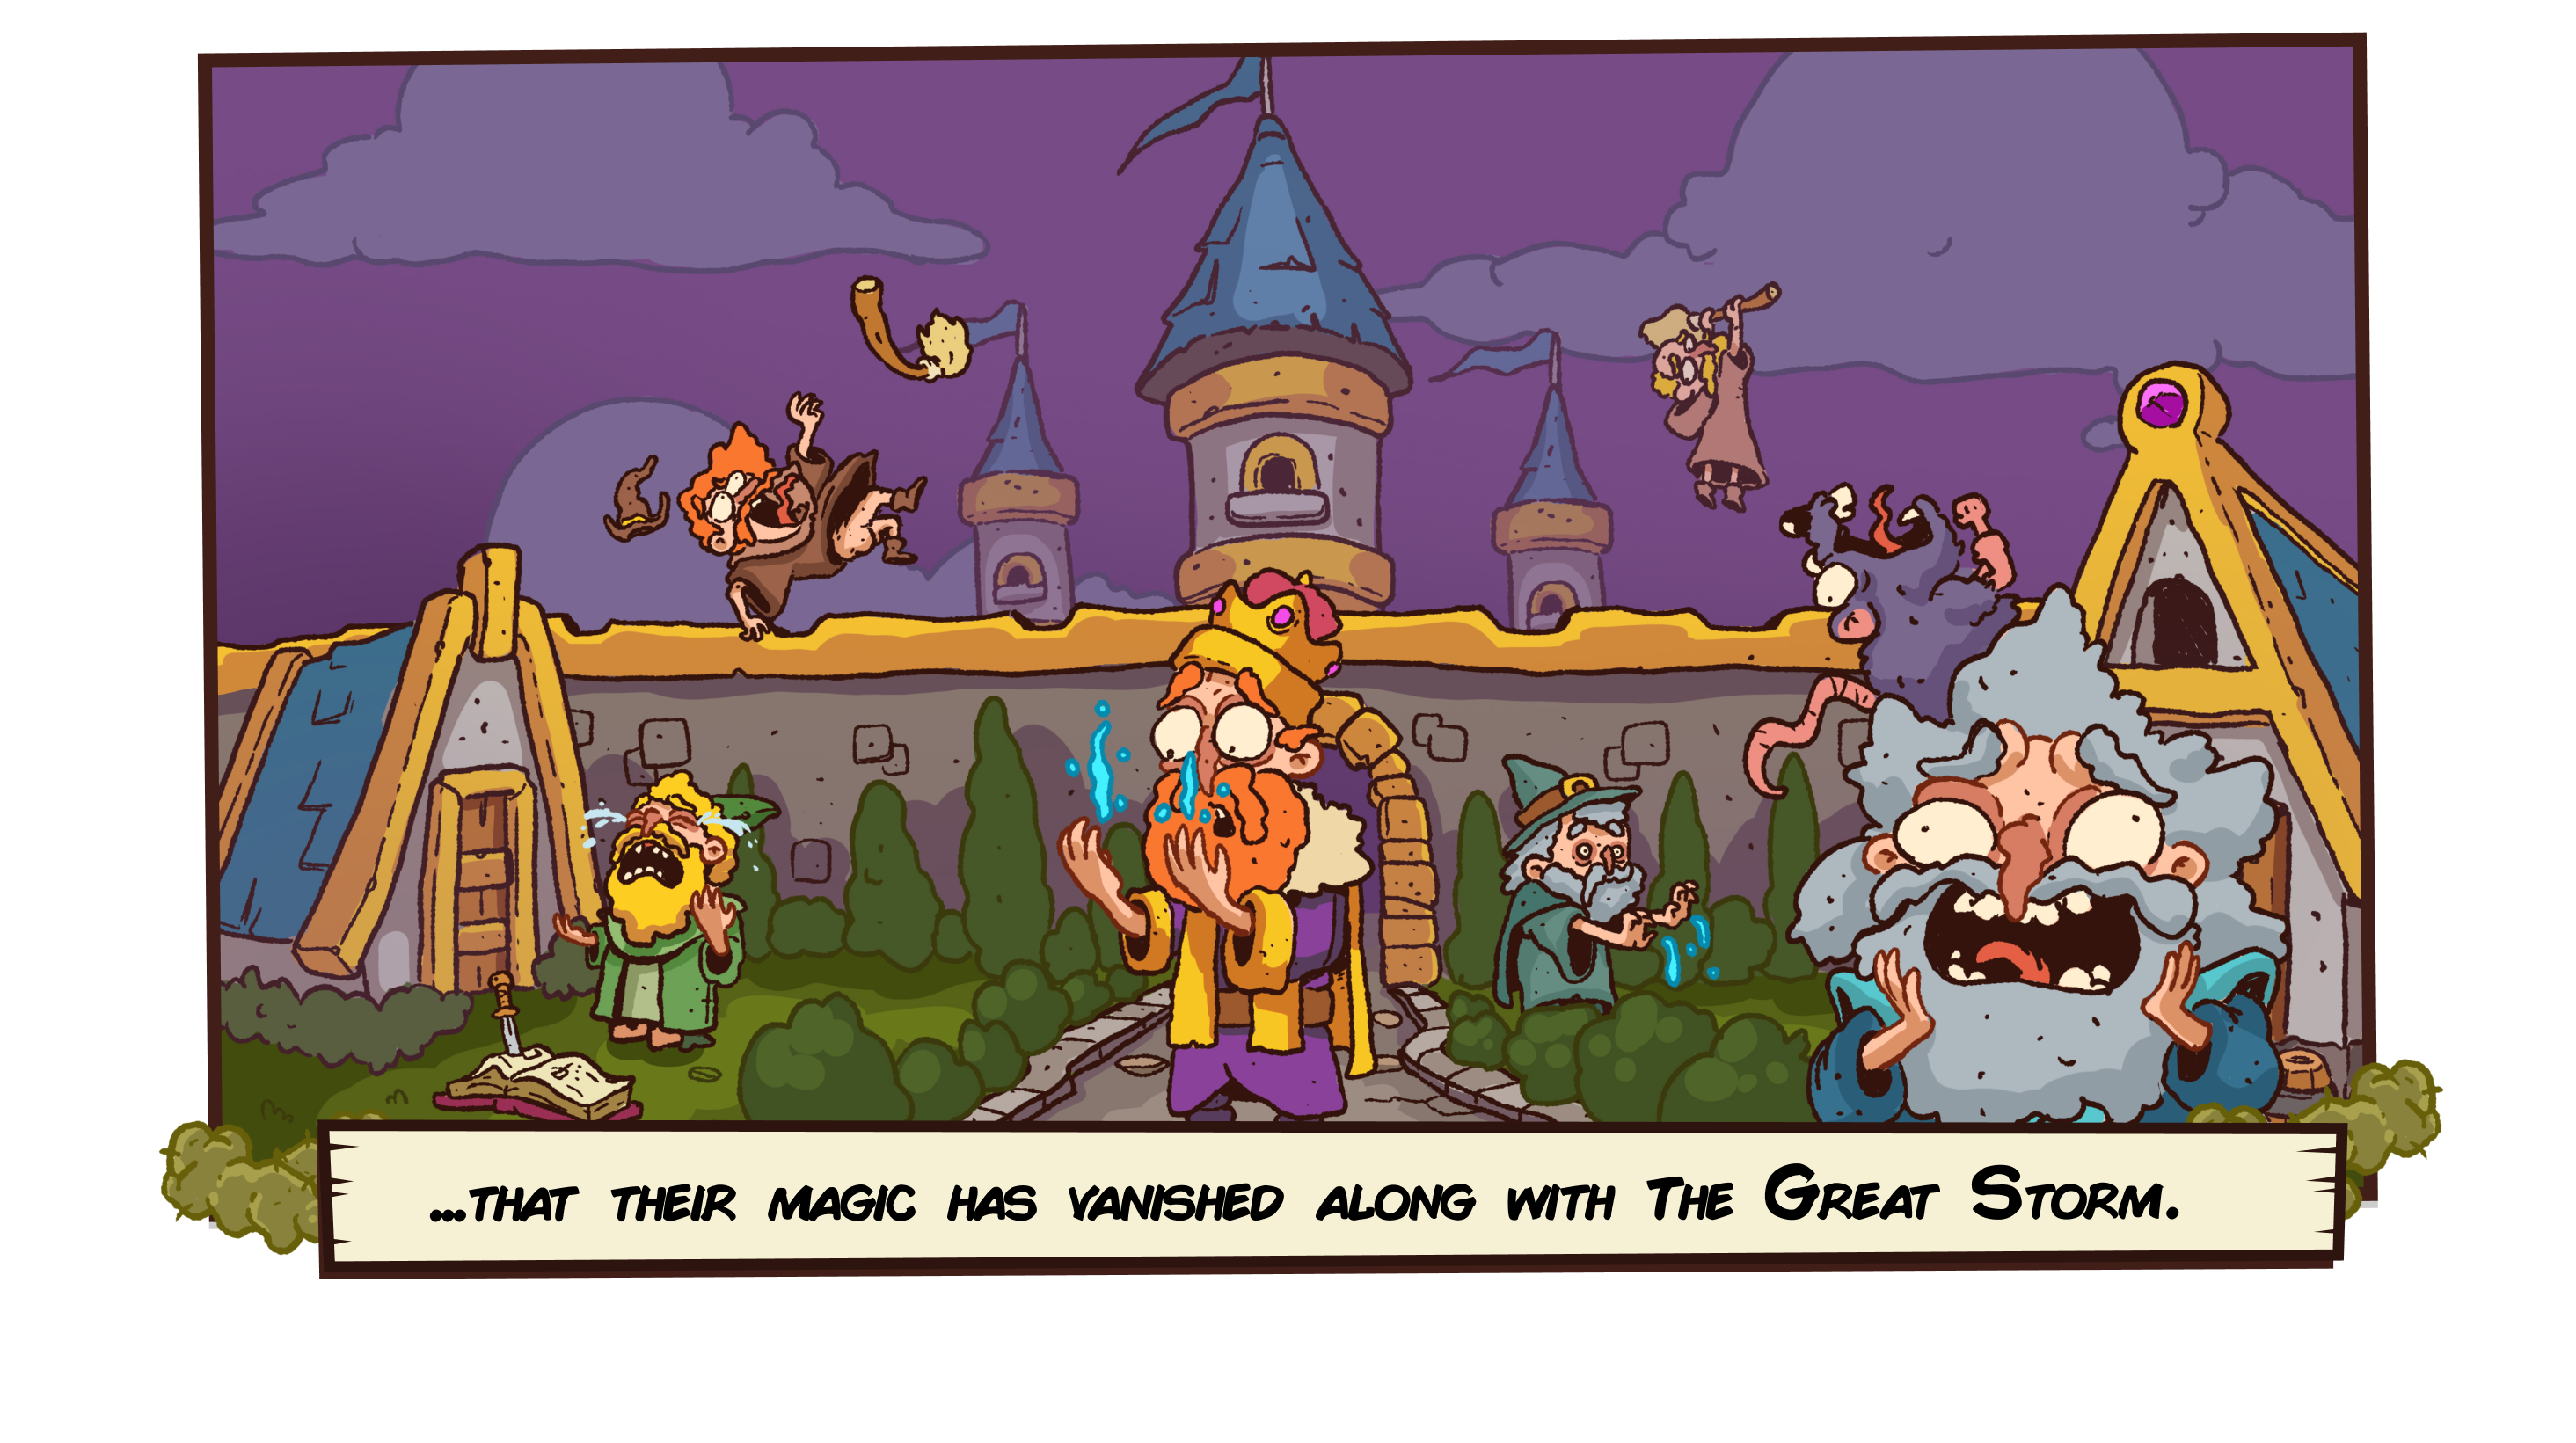 ...THAT THEIR MAGIC HAS VANISHED ALONG WITH THE GREAT STORM.